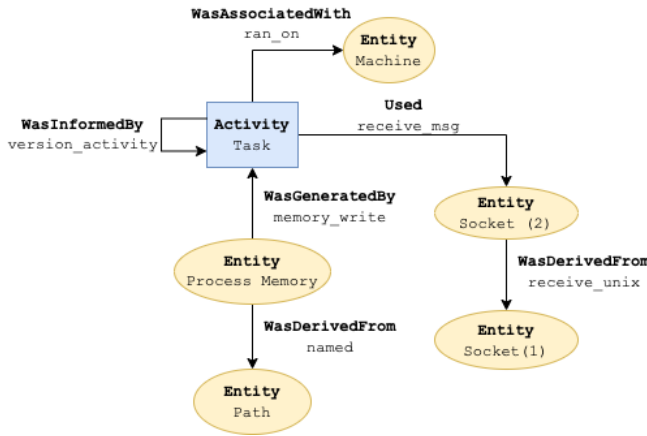 WasAssociatedWith
ran_on
Entity
Machine
WasInformedBy
version_activity
Activity
Task
Used
receive_msg
WasGeneratedBy
memory_write
Entity
Socket (2)
Entity
Process Memory
WasDerivedFrom
receive_unix
WasDerivedFrom
named
Entity
Socket(1)
Entity
Path